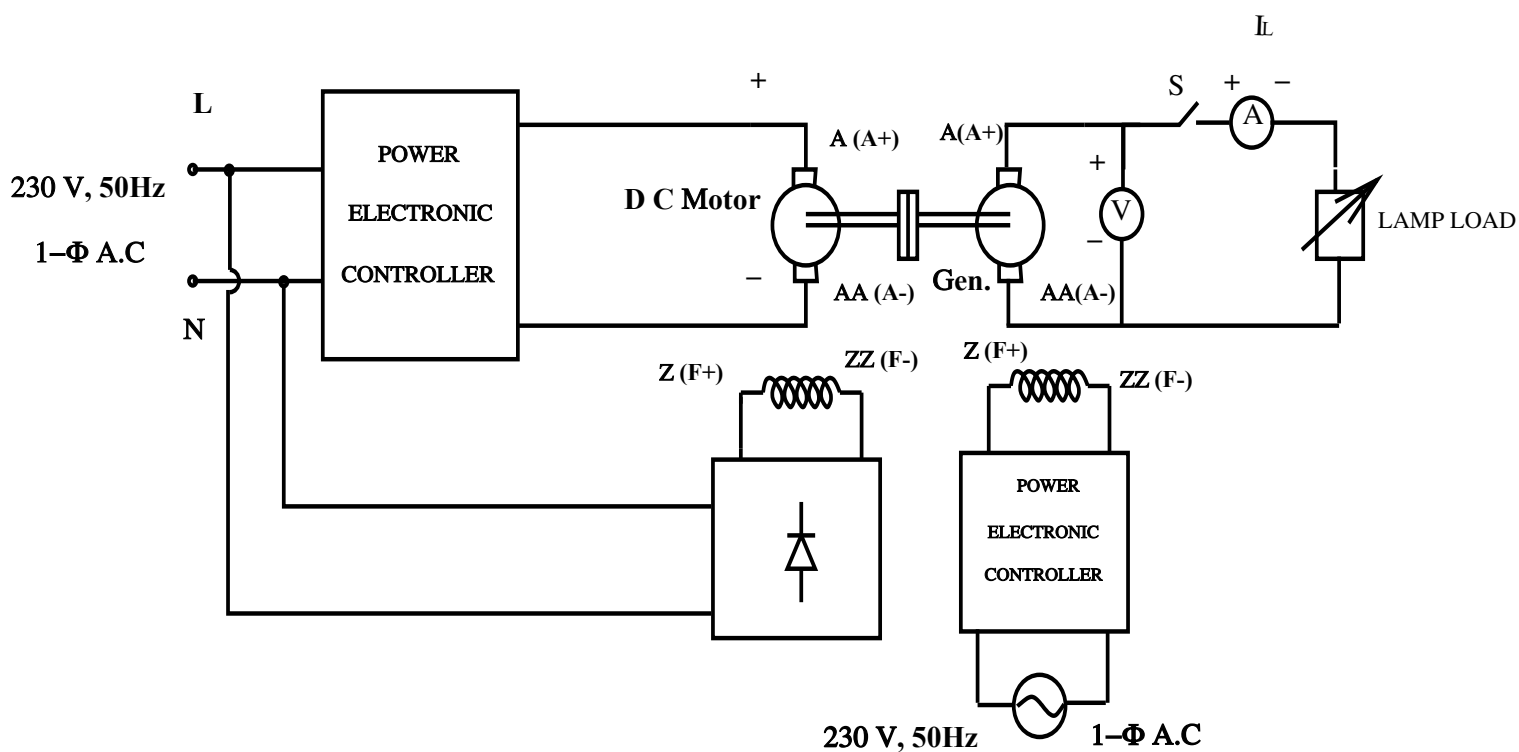 IL
+
S
+ −
L
A
A (A+)
A(A+)
POWER
230 V, 50Hz
D C Motor
ELECTRONIC
+
V
−
LAMP LOAD
1−Φ A.C
CONTROLLER
−
AA (A-)
Gen.
AA(A-)
N
Z (F+)
ZZ (F-)
Z (F+)
ZZ (F-)
POWER
ELECTRONIC
CONTROLLER
230 V, 50Hz
1−Φ A.C